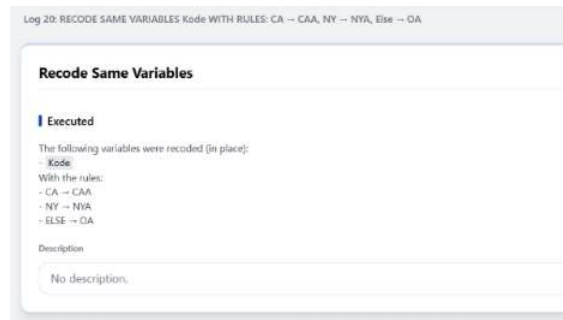 Log 20: RECODE SAME VARIABLES Kode WITH RULES: CA → CAA, NY → NYA, Else → OA
Recode Same Variables
Executed
The following variables were recoded (in place):
- Kode
With the rules:
- CA → CAA
- NY → NYA
- ELSE → OA
Description
No description.